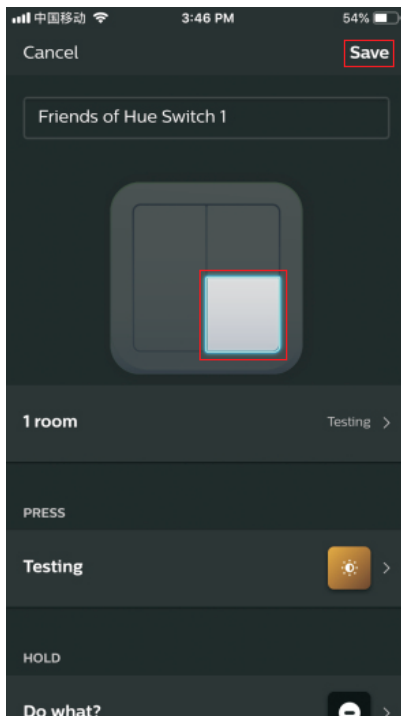 中国移动 3:46 PM 54%
Cancel Save
Friends of Hue Switch 1
1 room Testing
PRESS
Testing
HOLD
Do what?